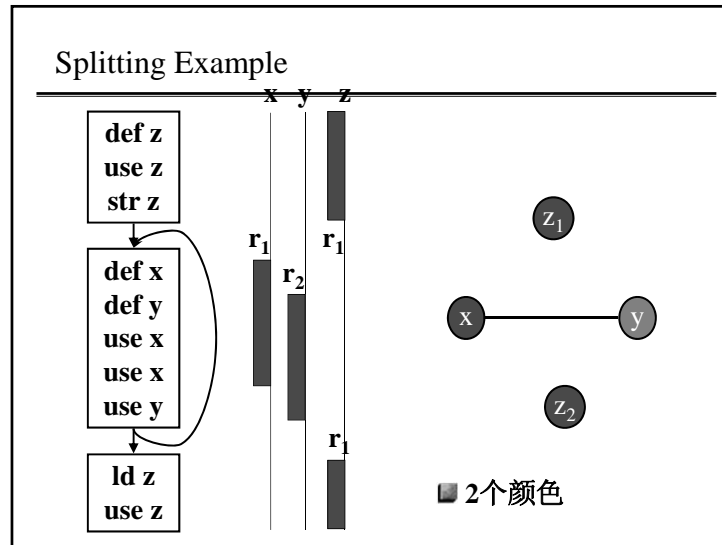 Splitting Example
x y z
def z
use z
str z
r1
r1
r2
def x
def y
use x
use x
use y
r1
ld z
use z
z1
x
y
z2
2个颜色